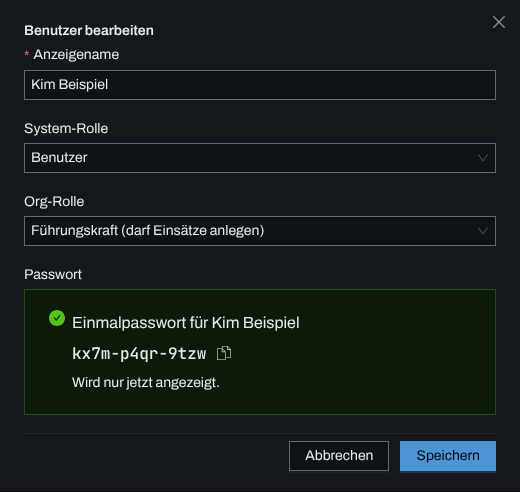 Benutzer bearbeiten
* Anzeigename
Kim Beispiel
System-Rolle
Benutzer
Org-Rolle
Führungskraft (darf Einsätze anlegen)
Passwort
Einmalpasswort für Kim Beispiel
kx7m-p4qr-9tzw
Wird nur jetzt angezeigt.
Abbrechen
Speichern